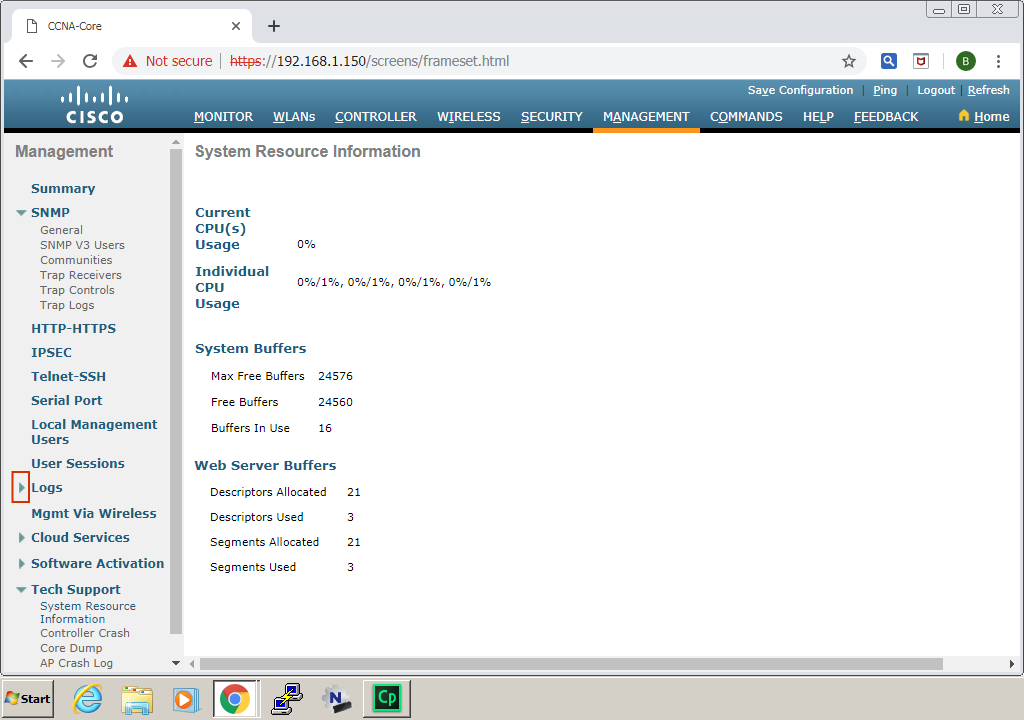 CCNA-Core
Not secure https://192.168.1.150/screens/frameset.html
B
Save Configuration | Ping | Logout | Refresh
CISCO
MONITOR WLANs CONTROLLER WIRELESS SECURITY MANAGEMENT COMMANDS HELP FEEDBACK Home
Management
Summary
SNMP
General
SNMP V3 Users
Communities
Trap Receivers
Trap Controls
Trap Logs
HTTP-HTTPS
IPSEC
Telnet-SSH
Serial Port
Local Management
Users
User Sessions
Logs
Mgmt Via Wireless
Cloud Services
Software Activation
Tech Support
System Resource
Information
Controller Crash
Core Dump
AP Crash Log
System Resource Information
Current
CPU(s)
Usage 0%
Individual
CPU 0%/1%, 0%/1%, 0%/1%, 0%/1%
Usage
System Buffers
Max Free Buffers 24576
Free Buffers 24560
Buffers In Use 16
Web Server Buffers
Descriptors Allocated 21
Descriptors Used 3
Segments Allocated 21
Segments Used 3
Start
N
Cp